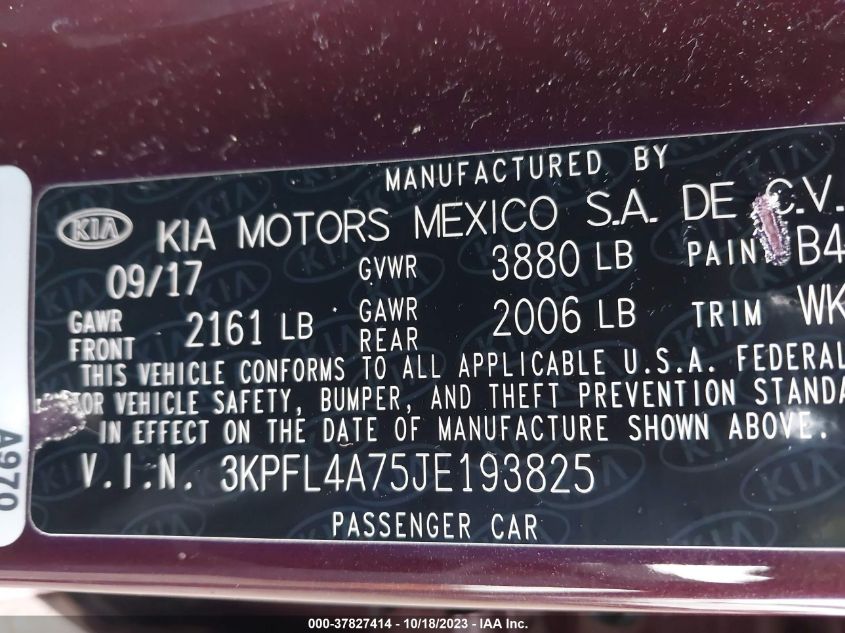 MANUFACTURED BY
KIA KIA MOTORS MEXICO S.A. DE C.V.
09/17 GVWR 3880 LB PAIN B4
GAWR FRONT 2161 LB GAWR REAR 2006 LB TRIM WK
THIS VEHICLE CONFORMS TO ALL APPLICABLE U.S.A. FEDERAL
VEHICLE SAFETY, BUMPER, AND THEFT PREVENTION STANDA
IN EFFECT ON THE DATE OF MANUFACTURE SHOWN ABOVE.
V.I.N. 3KPFL4A75JE193825
PASSENGER CAR
A970
000-37827414 - 10/18/2023 - IAA Inc.